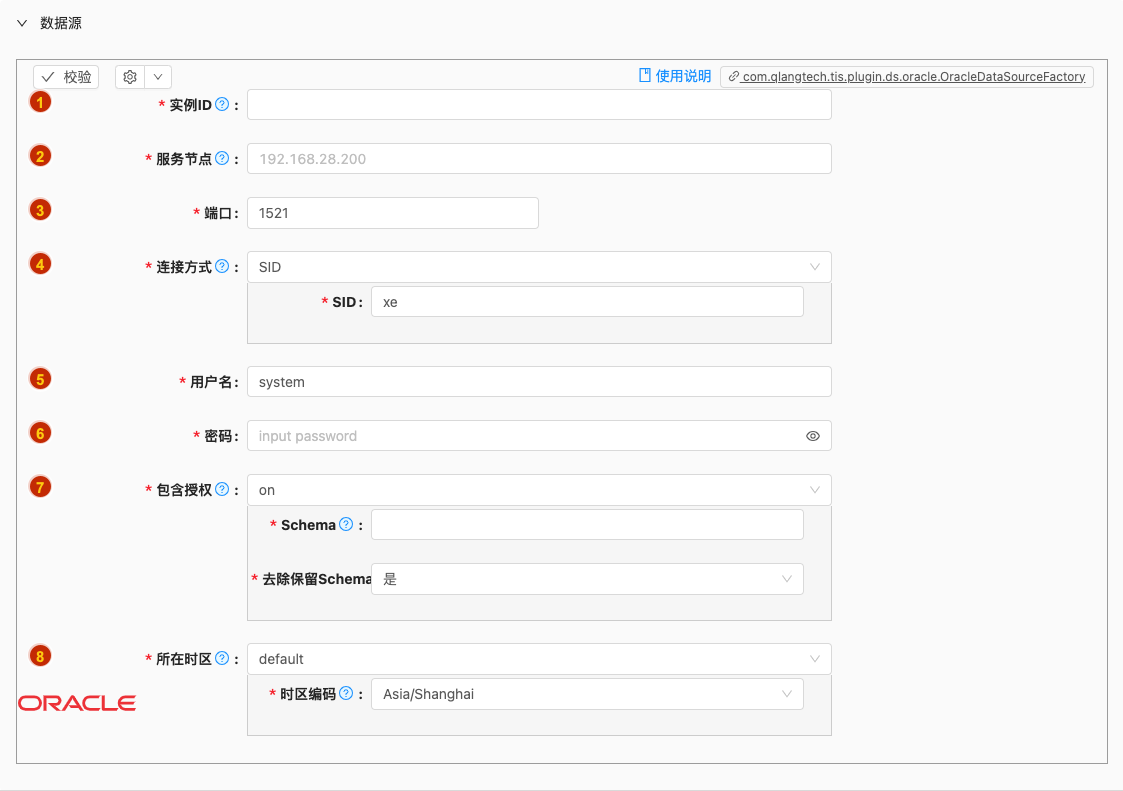 数据源
校验 使用说明 com.qlangtech.tis.plugin.ds.oracle.OracleDataSourceFactory
1 * 实例ID ? :
2 * 服务节点 ? : 192.168.28.200
3 * 端口 : 1521
4 * 连接方式 ? : SID
* SID : xe
5 * 用户名 : system
6 * 密码 : input password
7 * 包含授权 ? : on
* Schema ? :
* 去除保留Schema 是
8 * 所在时区 ? : default
* 时区编码 ? : Asia/Shanghai
ORACLE